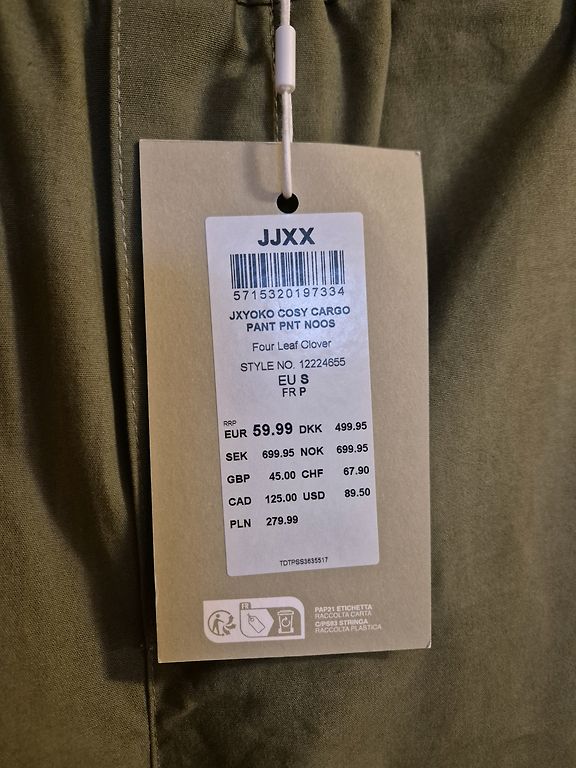 JJXX
5715320197334
JXYOKO COSY CARGO
PANT PNT NOOS
Four Leaf Clover
STYLE NO. 12224655
EU S
FR P
RRP
EUR 59.99 DKK 499.95
SEK 699.95 NOK 699.95
GBP 45.00 CHF 67.90
CAD 125.00 USD 89.50
PLN 279.99
TDTPSS3635517
FR
PAP21 ETICHETTA
RACCOLTA CARTA
C/PS93 STRINGA
RACCOLTA PLASTICA